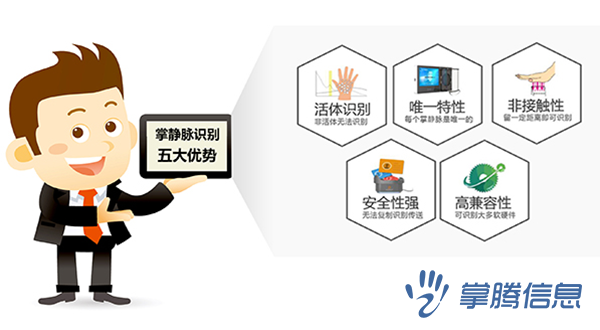 掌静脉识别
五大优势
活体识别
非活体无法识别
唯一特性
每个掌静脉是唯一的
非接触性
留一定距离即可识别
安全性强
无法复制识别传送
高兼容性
可识别大多软硬件
掌腾信息